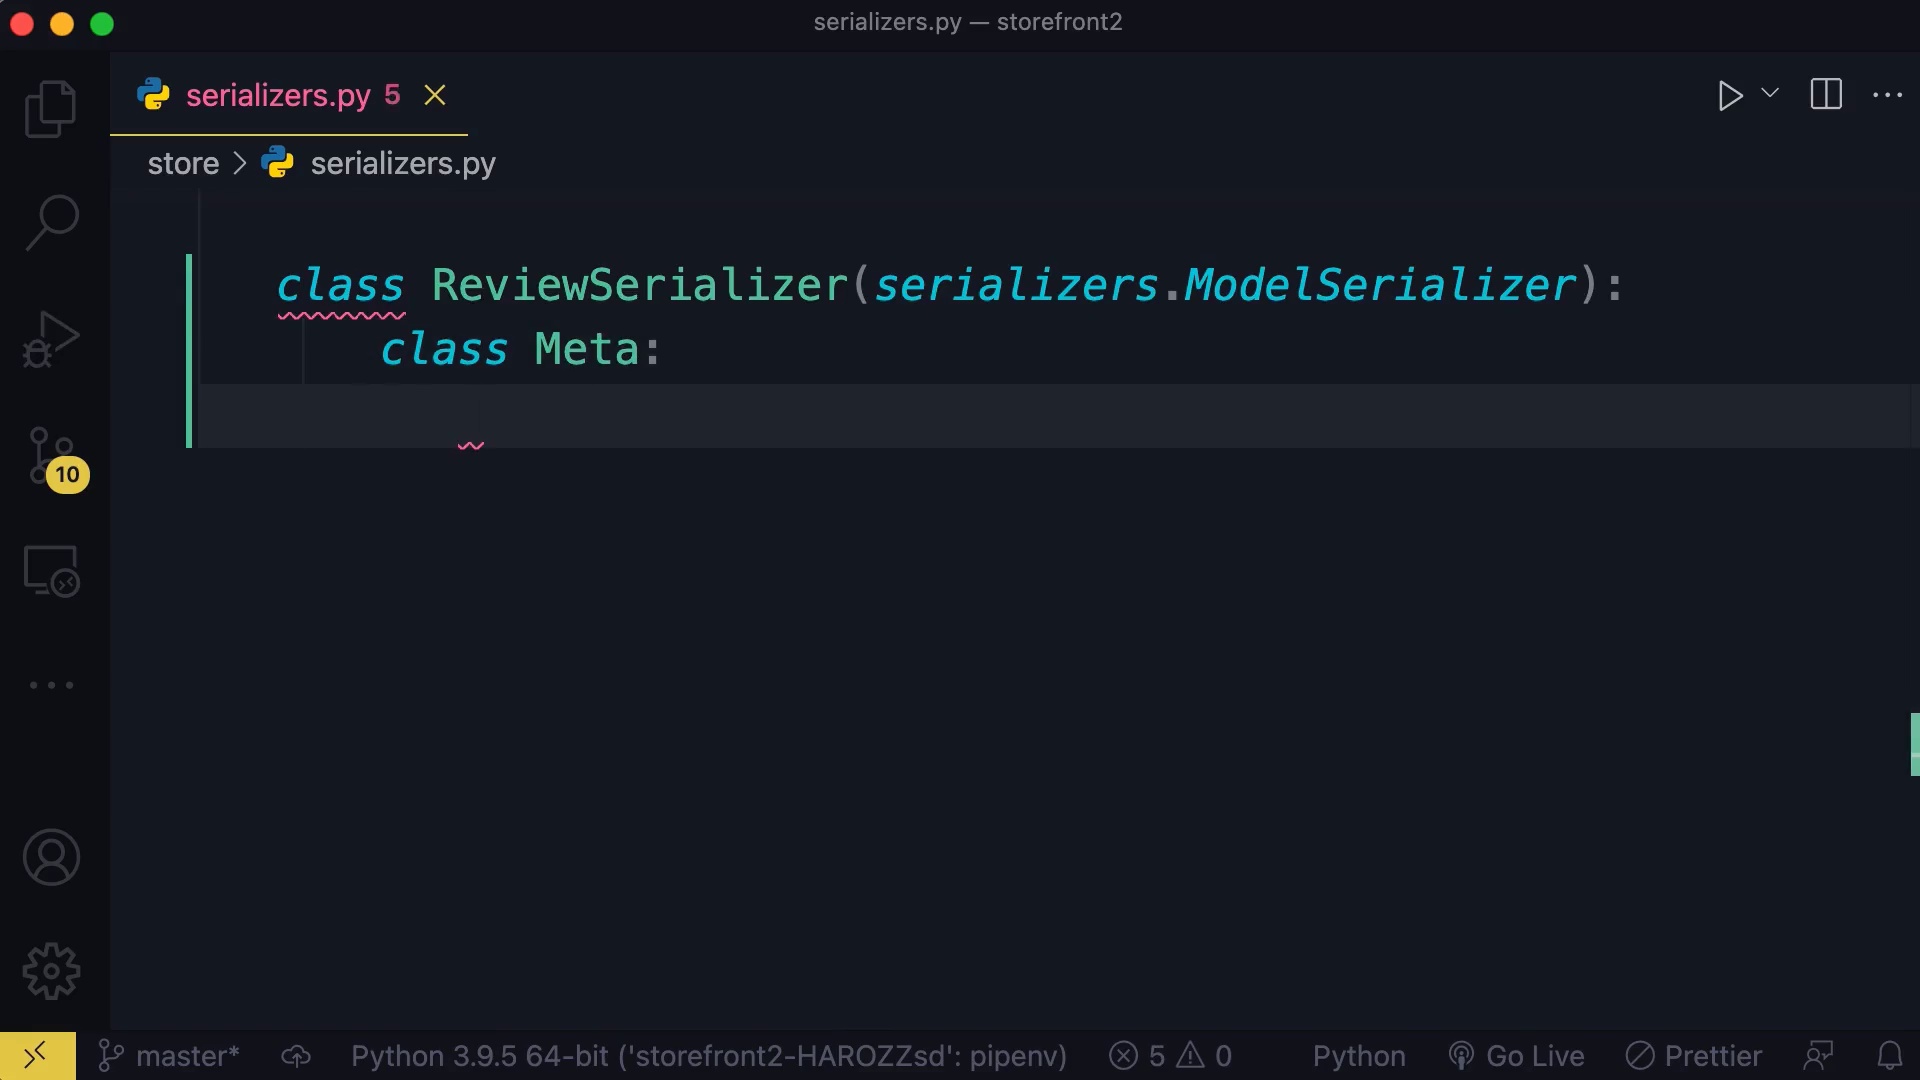 serializers.py — storefront2
serializers.py 5
store > serializers.py
class ReviewSerializer(serializers.ModelSerializer):
class Meta:
10
master* Python 3.9.5 64-bit ('storefront2-HAROZZsd': pipenv) 5 0 Python Go Live Prettier